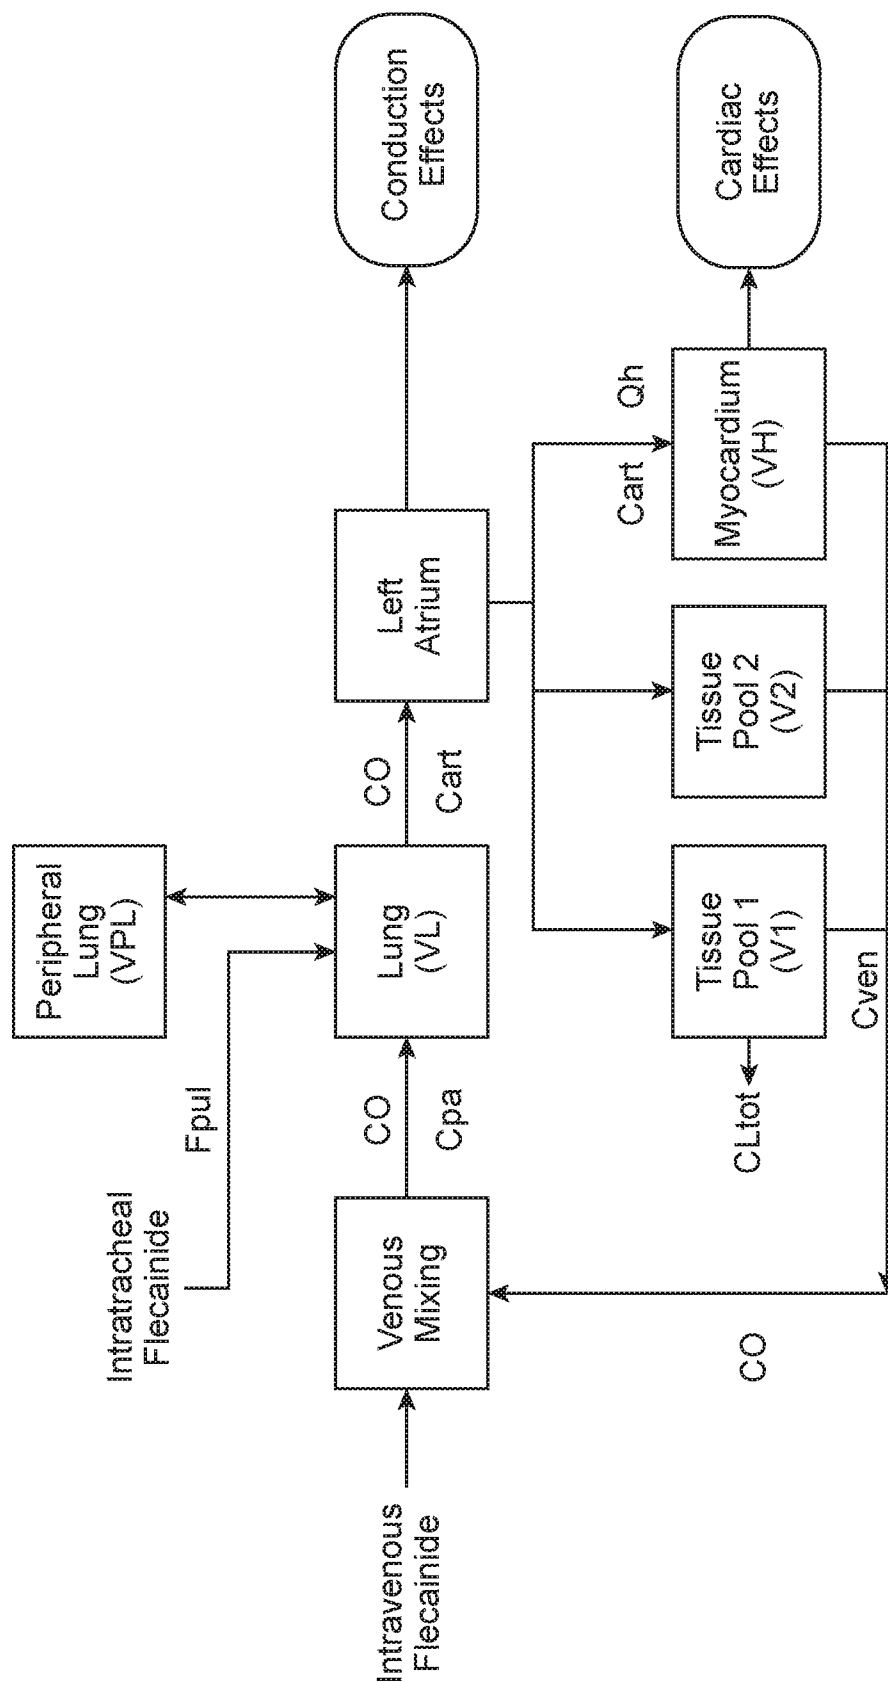 Peripheral
Lung
(VPL)
Intratracheal
Flecainide
Fpul
Intravenous
Flecainide
Venous
Mixing
CO
Cpa
Lung
(VL)
CO
Cart
Left
Atrium
Conduction
Effects
CLtot
Tissue
Pool 1
(V1)
Tissue
Pool 2
(V2)
Cart
Qh
Myocardium
(VH)
Cardiac
Effects
CO
Cven